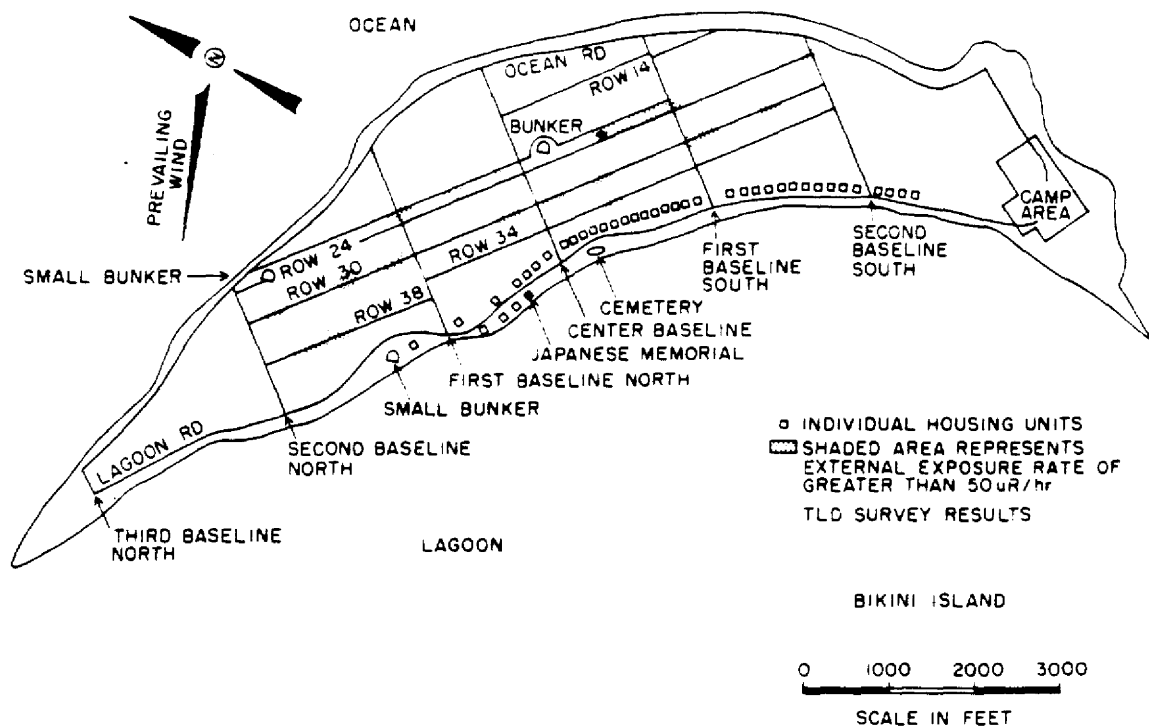 OCEAN
N
PREVAILING
WIND
OCEAN RD
ROW 14
BUNKER
SMALL BUNKER
ROW 24
ROW 30
ROW 34
ROW 38
CAMP
AREA
SECOND
BASELINE
SOUTH
FIRST
BASELINE
SOUTH
CEMETERY
CENTER BASELINE
JAPANESE MEMORIAL
FIRST BASELINE NORTH
SMALL BUNKER
SECOND BASELINE
NORTH
LAGOON RD
THIRD BASELINE
NORTH
LAGOON
INDIVIDUAL HOUSING UNITS
SHADED AREA REPRESENTS
EXTERNAL EXPOSURE RATE OF
GREATER THAN 50uR/hr
TLD SURVEY RESULTS
BIKINI ISLAND
0 1000 2000 3000
SCALE IN FEET